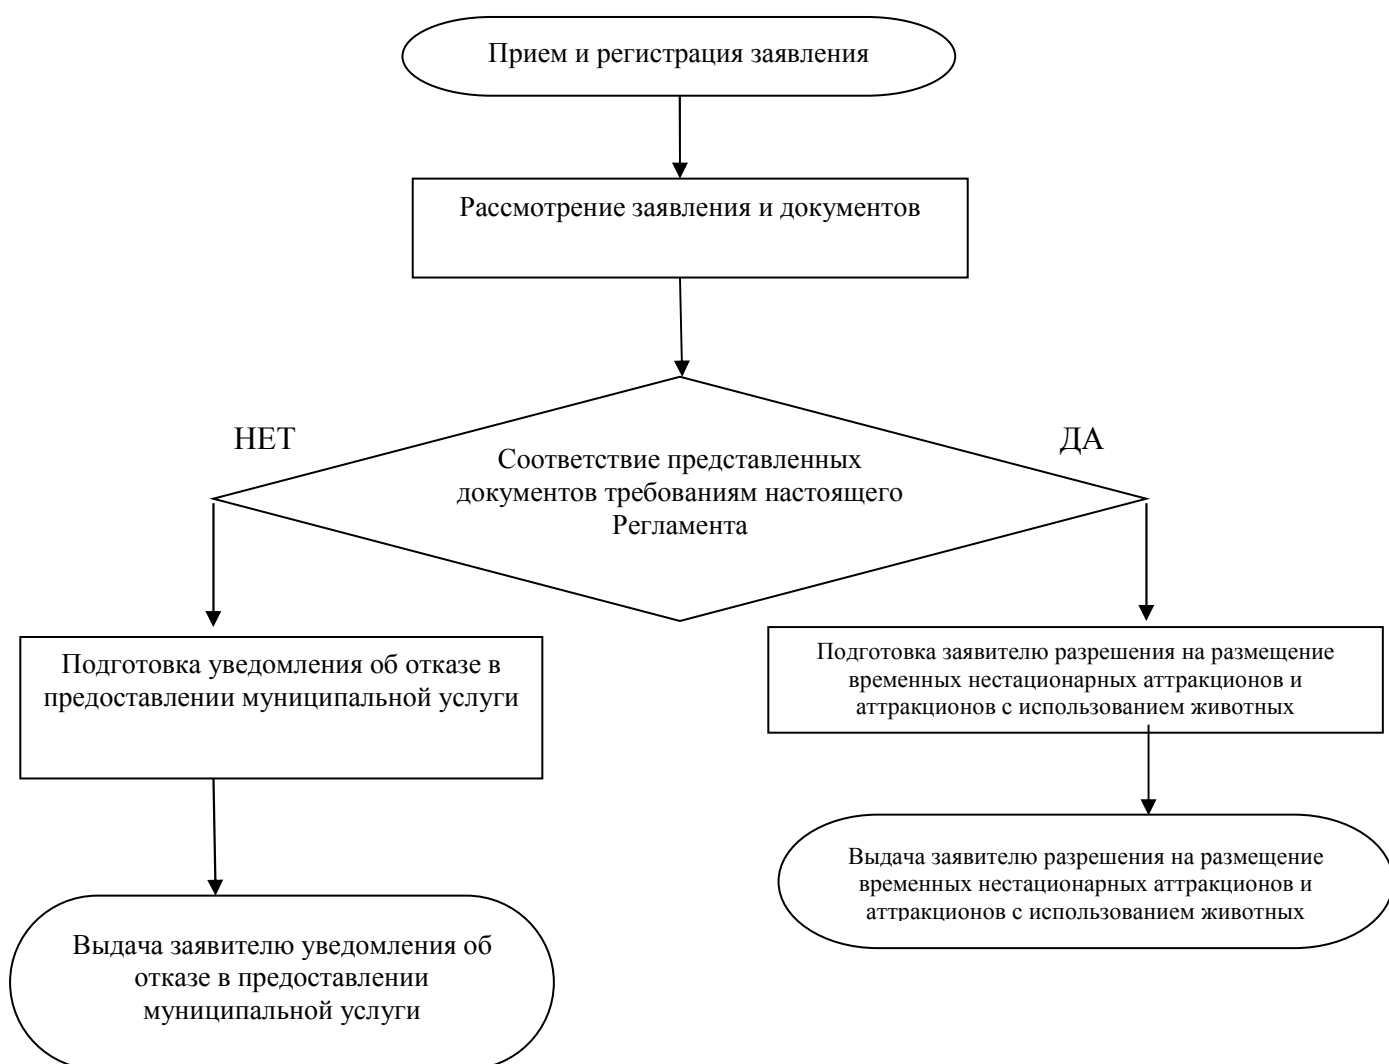 Прием и регистрация заявления
Рассмотрение заявления и документов
НЕТ
ДА
Соответствие представленных
документов требованиям настоящего
Регламента
Подготовка уведомления об отказе в
предоставлении муниципальной услуги
Подготовка заявителю разрешения на размещение
временных нестационарных аттракционов и
аттракционов с использованием животных
Выдача заявителю разрешения на размещение
временных нестационарных аттракционов и
аттракционов с использованием животных
Выдача заявителю уведомления об
отказе в предоставлении
муниципальной услуги